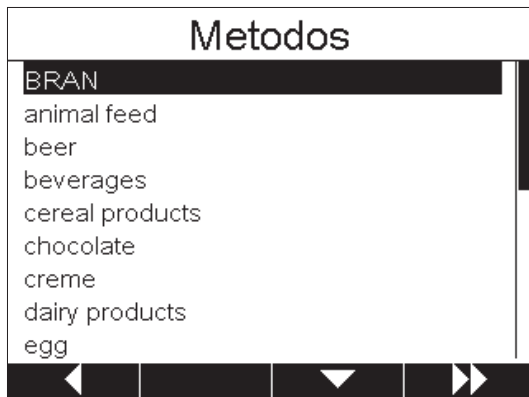 Metodos
BRAN
animal feed
beer
beverages
cereal products
chocolate
creme
dairy products
egg